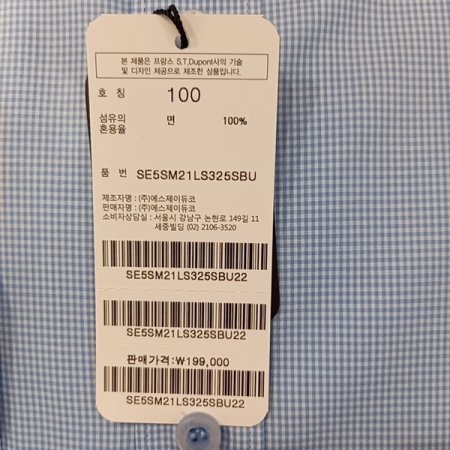 본 제품은 프랑스 S.T.Dupont사의 기술
및 디자인 제공으로 제조한 상품입니다.
호 칭 100
섬유의 혼용율 면 100%
품 번 SE5SM21LS325SBU
제조자명 : (주)에스제이듀코
판매자명 : (주)에스제이듀코
소비자상담실 : 서울시 강남구 논현로 149길 11
세중빌딩 (02) 2106-3520
SE5SM21LS325SBU22
SE5SM21LS325SBU22
판매가격:₩199,000
SE5SM21LS325SBU22